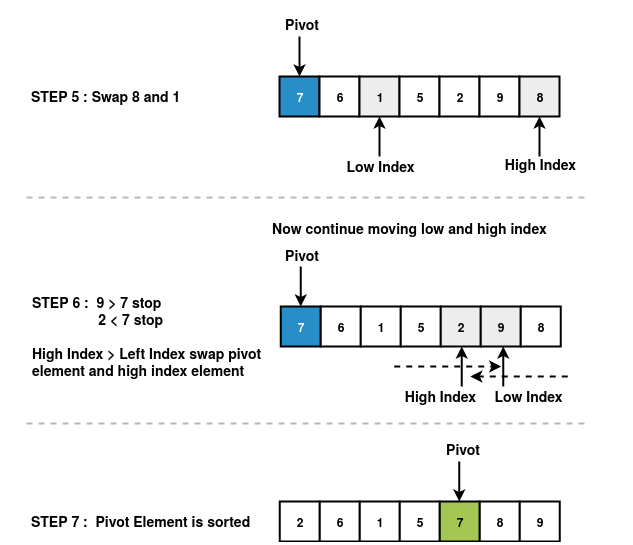 Pivot
STEP 5 : Swap 8 and 1
7 6 1 5 2 9 8
Low Index
High Index
Now continue moving low and high index
Pivot
STEP 6 :  9 > 7 stop
2 < 7 stop
7 6 1 5 2 9 8
High Index > Left Index swap pivot
element and high index element
High Index
Low Index
Pivot
STEP 7 :  Pivot Element is sorted
2 6 1 5 7 8 9